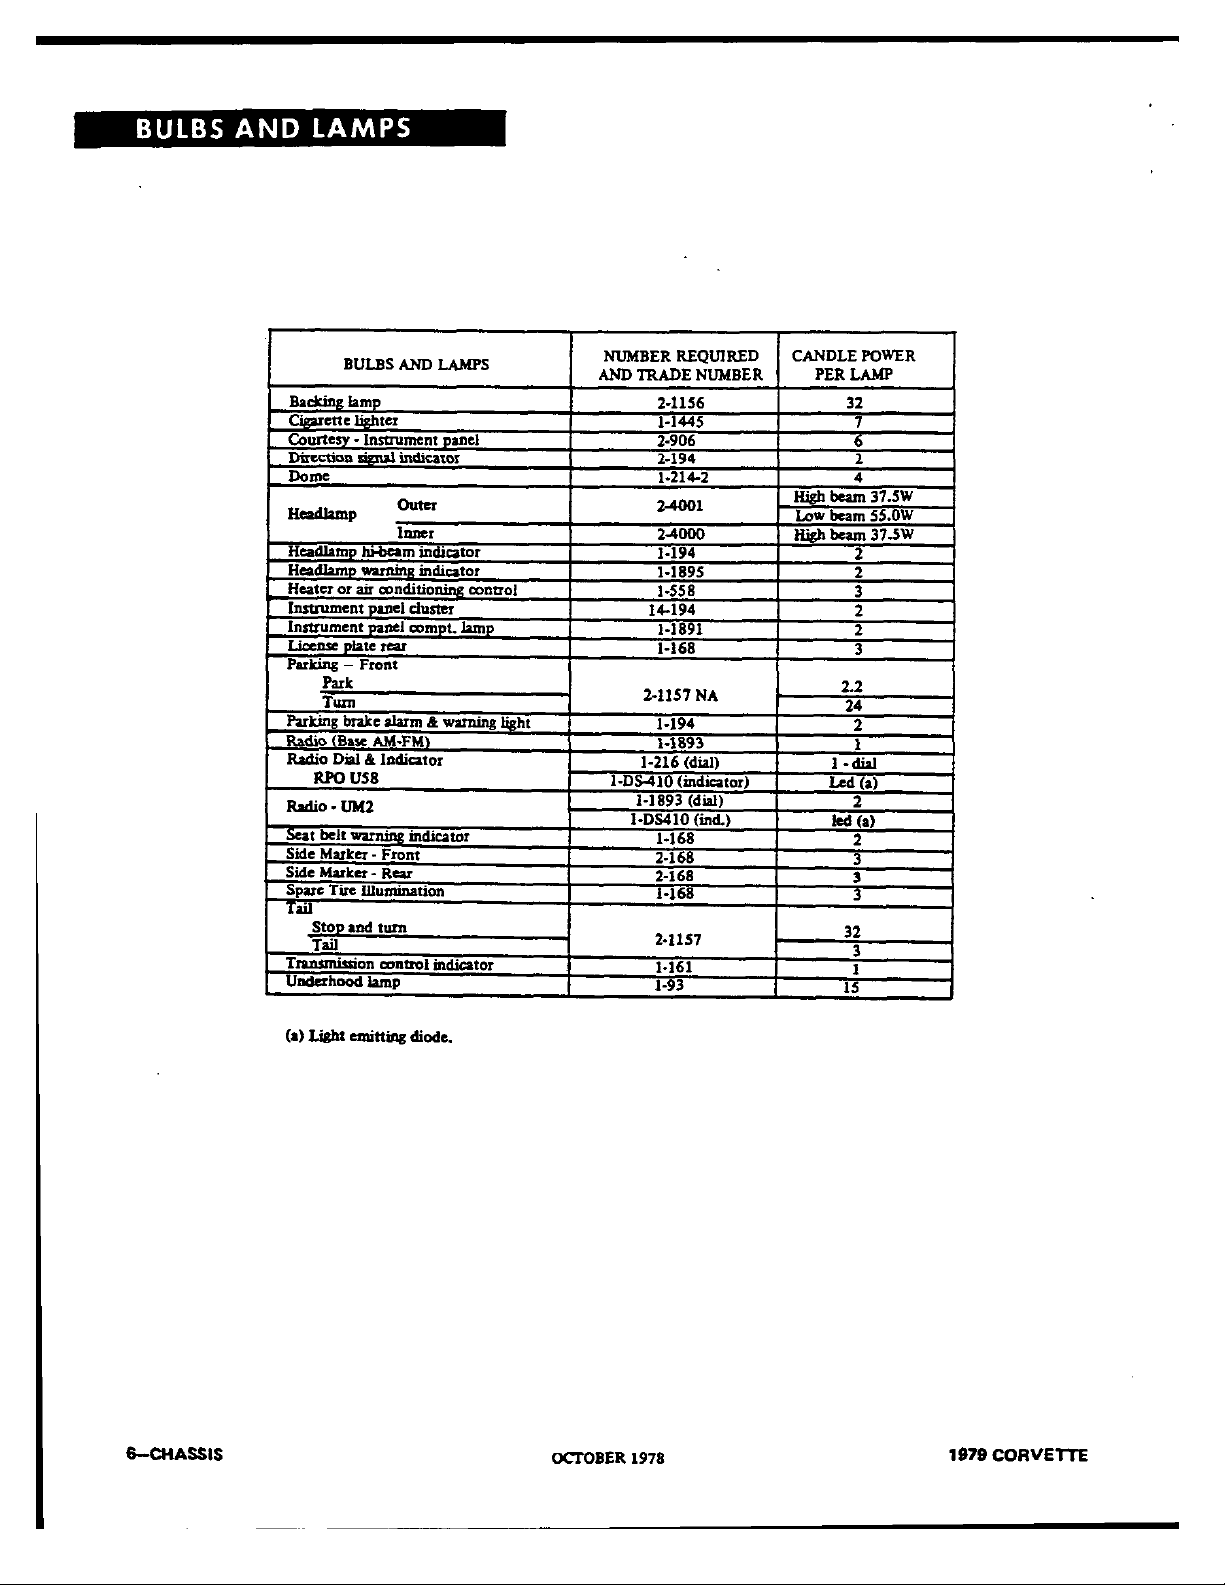 BULBS AND LAMPS
BULBS AND LAMPS NUMBER REQUIRED AND TRADE NUMBER CANDLE POWER PER LAMP
Backing lamp 2-1156 32
Cigarette lighter 1-1445 7
Courtesy - Instrument panel 2-906 6
Direction signal indicator 2-194 2
Dome 1-214-2 4
Headlamp Outer 2-4001 High beam 37.5W
Low beam 55.0W
Inner 2-4000 High beam 37.5W
Headlamp hi-beam indicator 1-194 2
Headlamp warning indicator 1-1895 2
Heater or air conditioning control 1-558 3
Instrument panel cluster 14-194 2
Instrument panel compt. lamp 1-1891 2
License plate rear 1-168 3
Parking – Front
Park 2-1157 NA 2.2
Turn 24
Parking brake alarm & warning light 1-194 2
Radio (Base AM-FM) 1-1893 1
Radio Dial & Indicator 1-216 (dial) 1 - dial
RPO U58 1-DS-410 (indicator) Led (a)
Radio - UM2 1-1893 (dial) 2
1-DS410 (ind.) led (a)
Seat belt warning indicator 1-168 2
Side Marker - Front 2-168 3
Side Marker - Rear 2-168 3
Spare Tire Illumination 1-168 3
Tail
Stop and turn 2-1157 32
Tail 3
Transmission control indicator 1-161 1
Underhood lamp 1-93 15
(a) Light emitting diode.
6—CHASSIS OCTOBER 1978 1979 CORVETTE